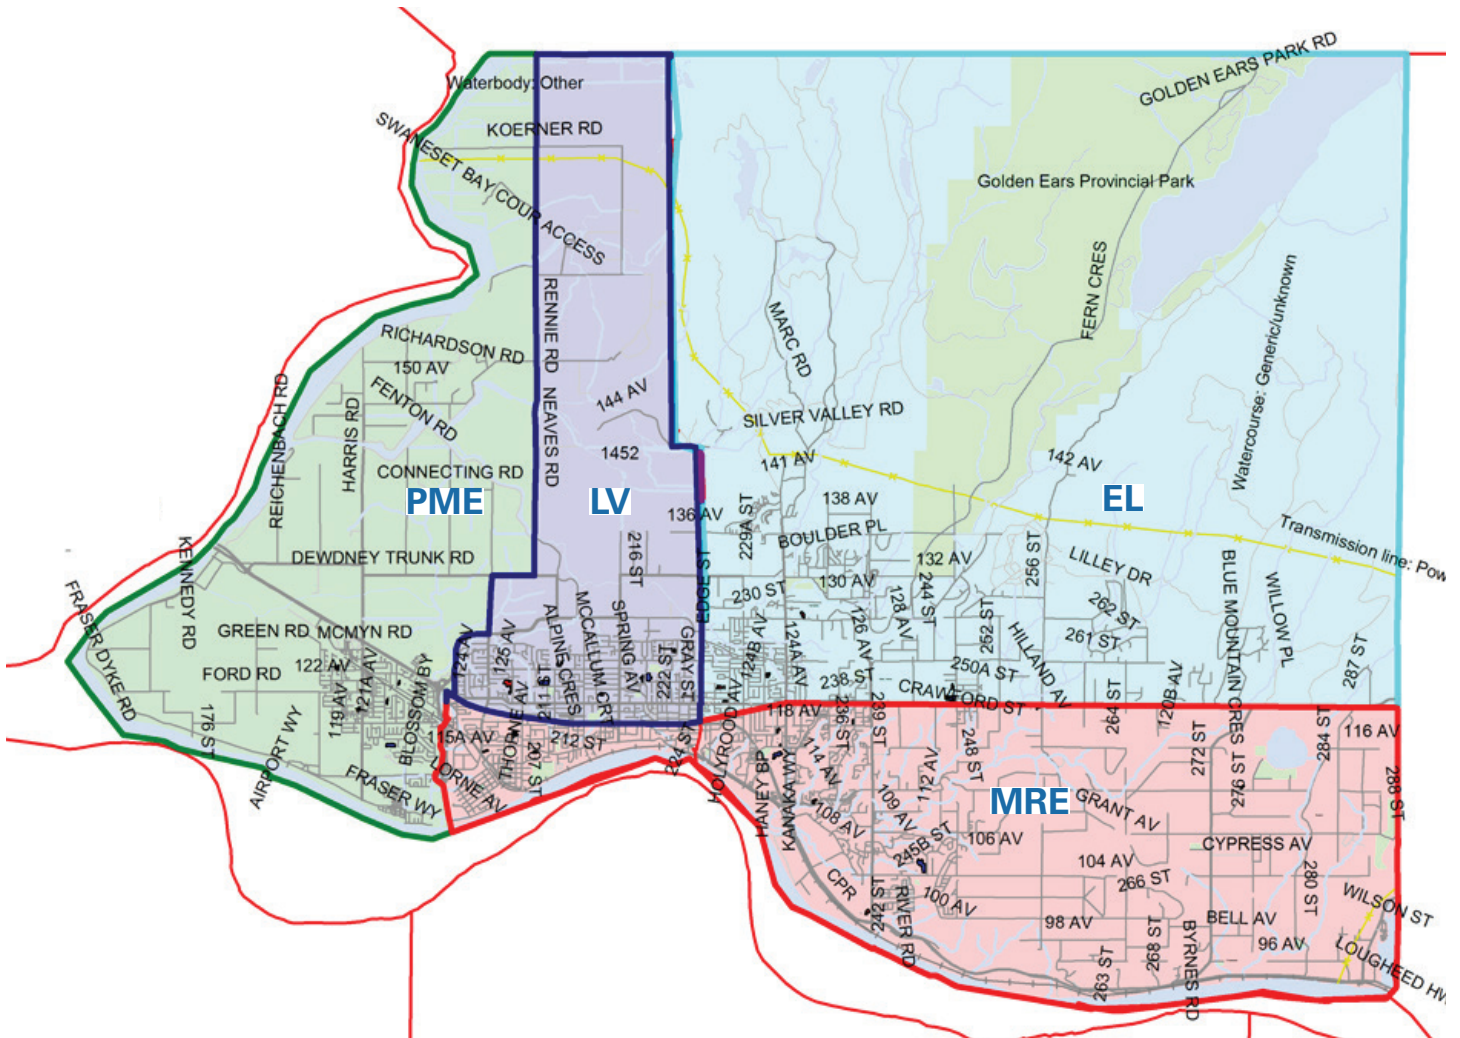 GOLDEN EARS PARK RD
Waterbody: Other
KOERNER RD
SWANESET BAY COUR ACCESS
Golden Ears Provincial Park
FERN CRES
Watercourse: Generic/unknown
RENNIE RD
MARC RD
RICHARDSON RD
150 AV
FENTON RD
REICHENBACH RD
HARRIS RD
NEAVES RD
144 AV
SILVER VALLEY RD
1452
CONNECTING RD
141 AV
142 AV
PME
LV
EL
136 AV
229A ST
138 AV
BOULDER PL
Transmission line: Pow
DEWDNEY TRUNK RD
KENNEDY RD
216 ST
EDGE ST
132 AV
256 ST
LILLEY DR
BLUE MOUNTAIN CRES
WILLOW PL
230 ST
130 AV
128 AV
244 ST
262 ST
FRASER DYKE RD
GREEN RD
MCMYN RD
124 AV
125 AV
ALPINE CRES
MCCALLUM CRT
SPRING AV
222 ST
GRAY ST
124B AV
124A AV
126 AV
252 ST
HILLAND AV
261 ST
FORD RD
122 AV
121A AV
119 AV
BLOSSOM BY
250A ST
238 ST
CRAWFORD ST
264 ST
120B AV
287 ST
176 ST
AIRPORT WY
115A AV
THORNE AV
207 ST
212 ST
224 ST
HOLYROOD AV
118 AV
239 ST
248 ST
272 ST
276 ST
284 ST
116 AV
288 ST
FRASER WY
LORNE AV
HANEY BP
KANAKA WY
114 AV
112 AV
109 AV
108 AV
MRE
GRANT AV
245B ST
106 AV
CYPRESS AV
104 AV
266 ST
280 ST
CPR
242 ST
RIVER RD
100 AV
98 AV
BELL AV
96 AV
WILSON ST
263 ST
268 ST
BYRNES RD
LOUGHEED HW